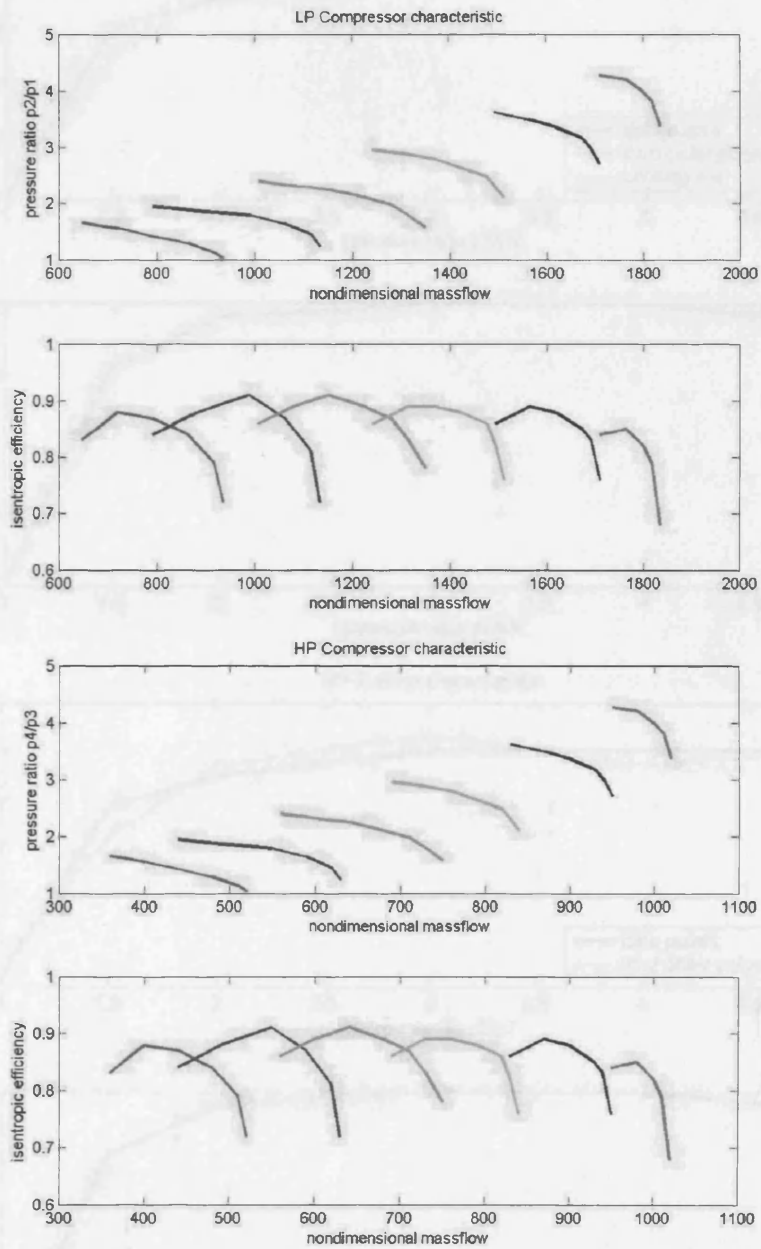 LP Compressor characteristic
pressure ratio p2/p1
5
4
3
2
1
600 800 1000 1200 1400 1600 1800 2000
nondimensional massflow
isentropic efficiency
1
0.9
0.8
0.7
0.6
600 800 1000 1200 1400 1600 1800 2000
nondimensional massflow
HP Compressor characteristic
pressure ratio p4/p3
5
4
3
2
1
300 400 500 600 700 800 900 1000 1100
nondimensional massflow
isentropic efficiency
1
0.9
0.8
0.7
0.6
300 400 500 600 700 800 900 1000 1100
nondimensional massflow